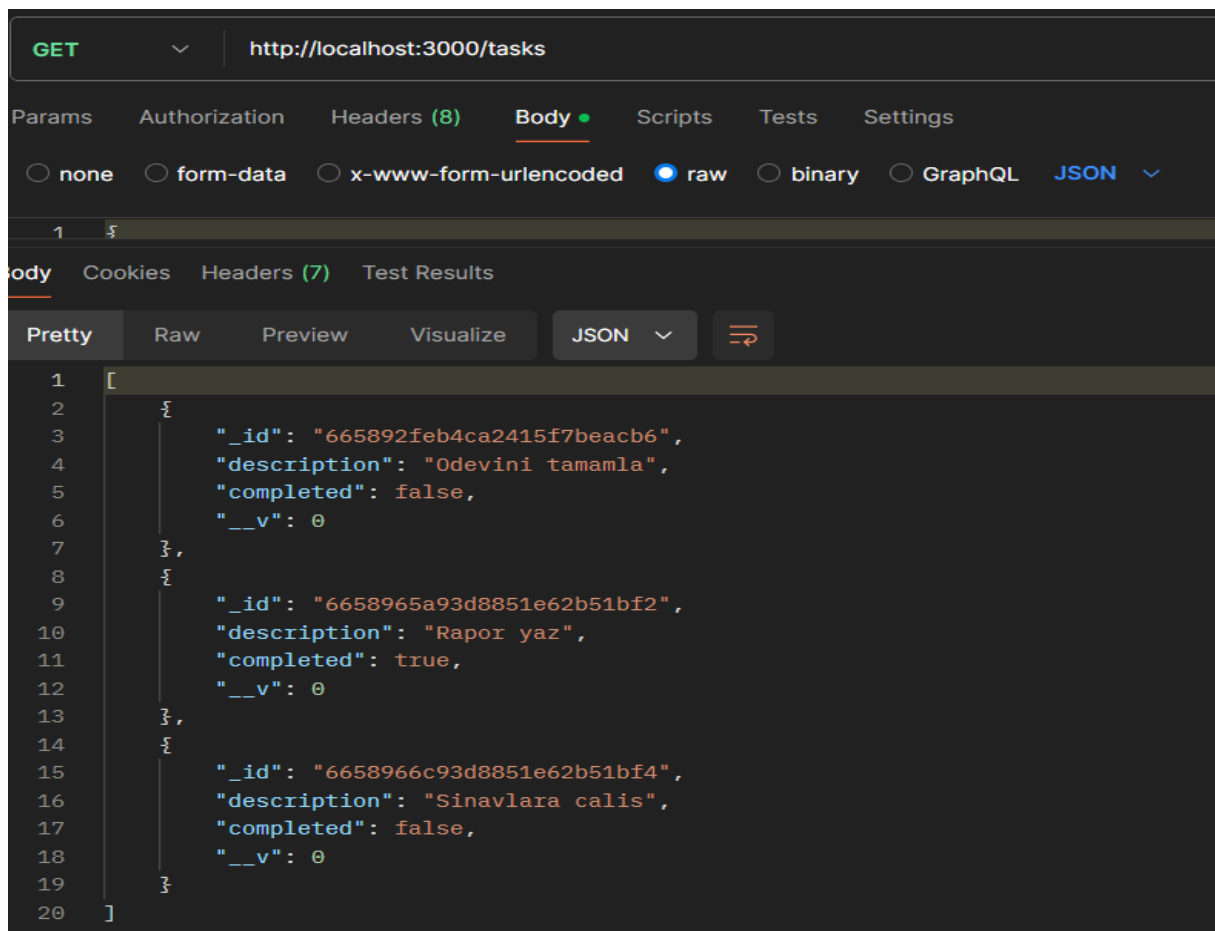 GET http://localhost:3000/tasks
Params Authorization Headers (8) Body Scripts Tests Settings
none form-data x-www-form-urlencoded raw binary GraphQL JSON
1 {
Body Cookies Headers (7) Test Results
Pretty Raw Preview Visualize JSON
1 [
2 {
3 "_id": "665892feb4ca2415f7beacb6",
4 "description": "Odevini tamamla",
5 "completed": false,
6 "__v": 0
7 },
8 {
9 "_id": "6658965a93d8851e62b51bf2",
10 "description": "Rapor yaz",
11 "completed": true,
12 "__v": 0
13 },
14 {
15 "_id": "6658966c93d8851e62b51bf4",
16 "description": "Sinavlara calis",
17 "completed": false,
18 "__v": 0
19 }
20 ]